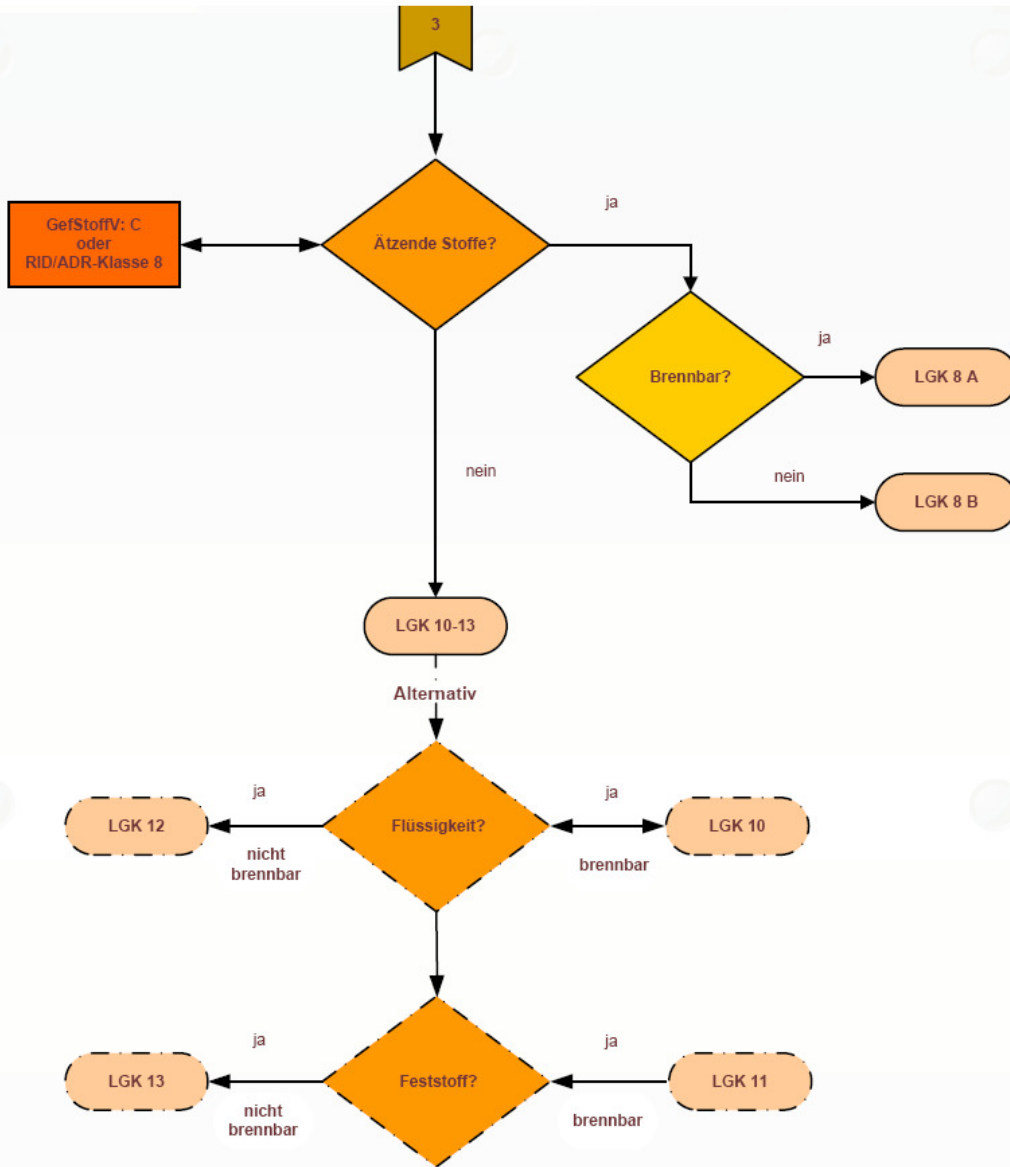 3
GefStoffV: C
oder
RID/ADR-Klasse 8
Ätzende Stoffe?
ja
Brennbar?
ja
LGK 8 A
nein
LGK 8 B
nein
LGK 10-13
Alternativ
LGK 12
ja
nicht
brennbar
Flüssigkeit?
ja
brennbar
LGK 10
LGK 13
ja
nicht
brennbar
Feststoff?
ja
brennbar
LGK 11